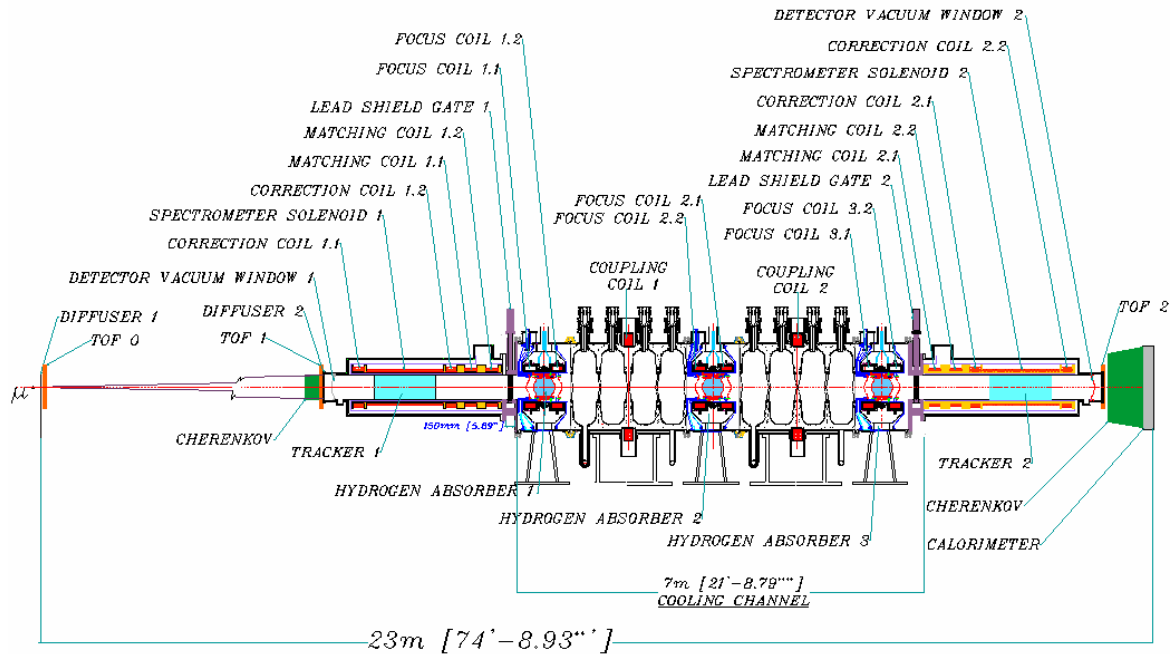 FOCUS COIL 1.2
FOCUS COIL 1.1
LEAD SHIELD GATE 1
MATCHING COIL 1.2
MATCHING COIL 1.1
CORRECTION COIL 1.2
SPECTROMETER SOLENOID 1
CORRECTION COIL 1.1
DETECTOR VACUUM WINDOW 1
DIFFUSER 2
DIFFUSER 1
TOF 1
TOF 0
μ
DETECTOR VACUUM WINDOW 2
CORRECTION COIL 2.2
SPECTROMETER SOLENOID 2
CORRECTION COIL 2.1
MATCHING COIL 2.2
MATCHING COIL 2.1
LEAD SHIELD GATE 2
FOCUS COIL 3.2
FOCUS COIL 3.1
FOCUS COIL 2.1
FOCUS COIL 2.2
COUPLING
COIL 1
COUPLING
COIL 2
TOF 2
CHERENKOV
TRACKER 1
150mm [5.89"]
HYDROGEN ABSORBER 1
HYDROGEN ABSORBER 2
HYDROGEN ABSORBER 3
TRACKER 2
CHERENKOV
CALORIMETER
7m [21'-8.79""]
COOLING CHANNEL
23m [74'-8.93"']